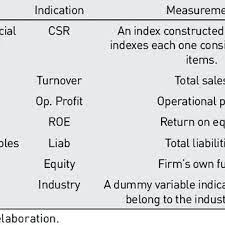 Indication Measureme
cial CSR An index constructed
indexes each one consi
items.
Turnover Total sales
Op. Profit Operational p
ROE Return on eq
bles Liab Total liabiliti
Equity Firm's own fu
Industry A dummy variable indica
belong to the indust
elaboration.